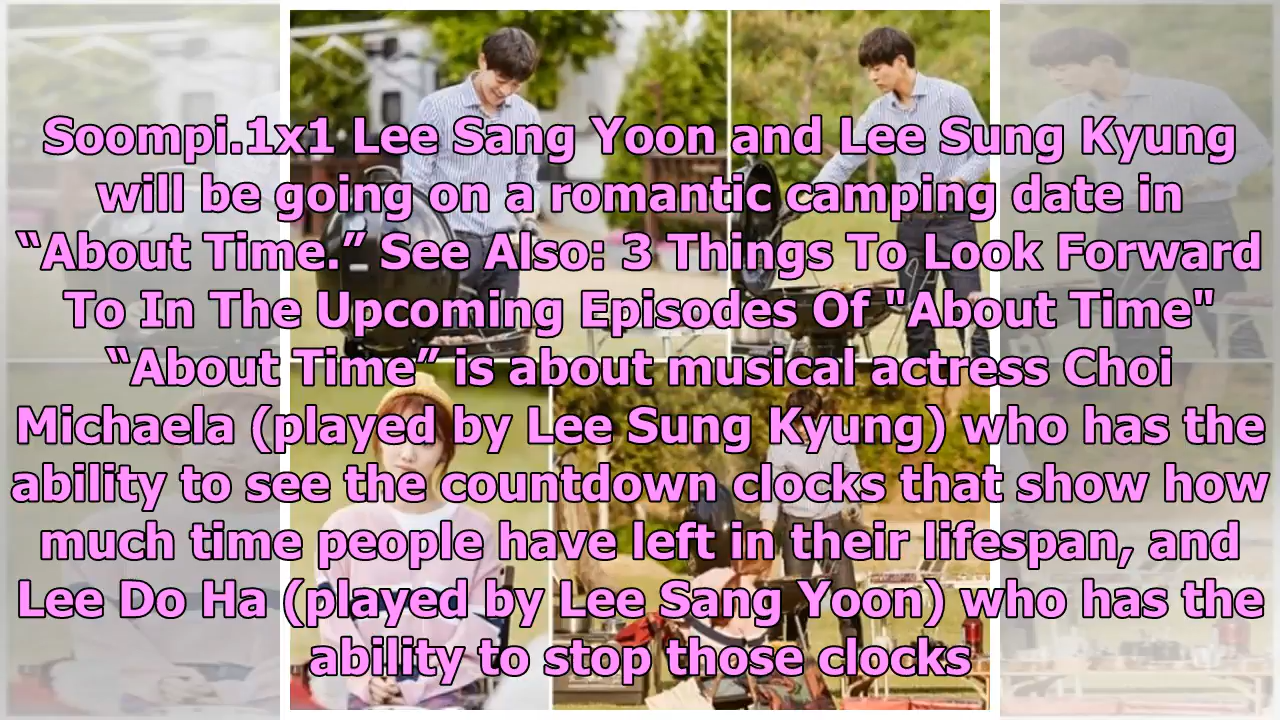 Soompi.1x1 Lee Sang Yoon and Lee Sung Kyung
will be going on a romantic camping date in
“About Time.” See Also: 3 Things To Look Forward
To In The Upcoming Episodes Of "About Time"
“About Time” is about musical actress Choi
Michaela (played by Lee Sung Kyung) who has the
ability to see the countdown clocks that show how
much time people have left in their lifespan, and
Lee Do Ha (played by Lee Sang Yoon) who has the
ability to stop those clocks